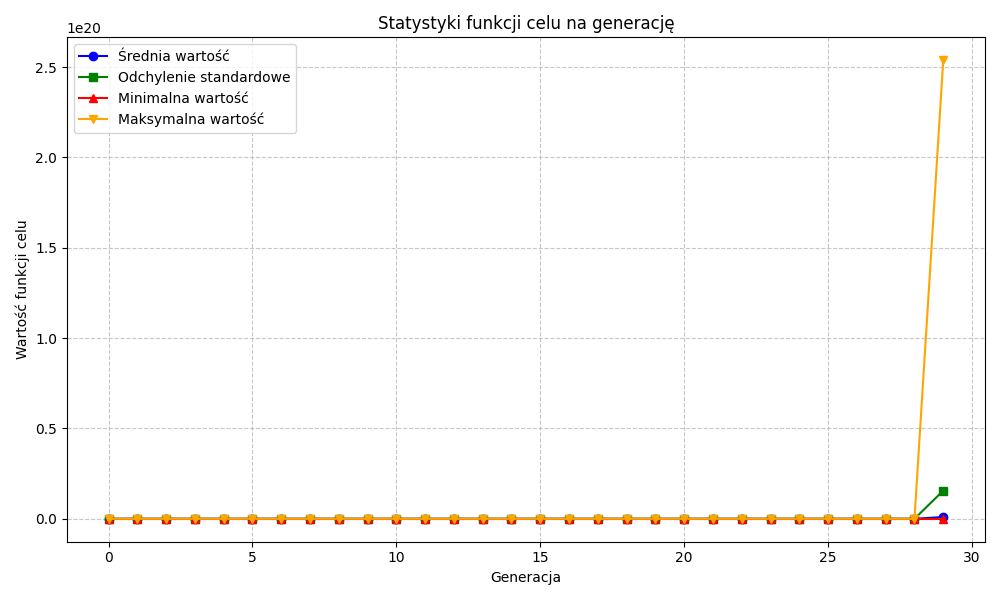 Statystyki funkcji celu na generację
1e20
Średnia wartość
Odchylenie standardowe
Minimalna wartość
Maksymalna wartość
2.5
2.0
1.5
1.0
0.5
0.0
Wartość funkcji celu
0 5 10 15 20 25 30
Generacja